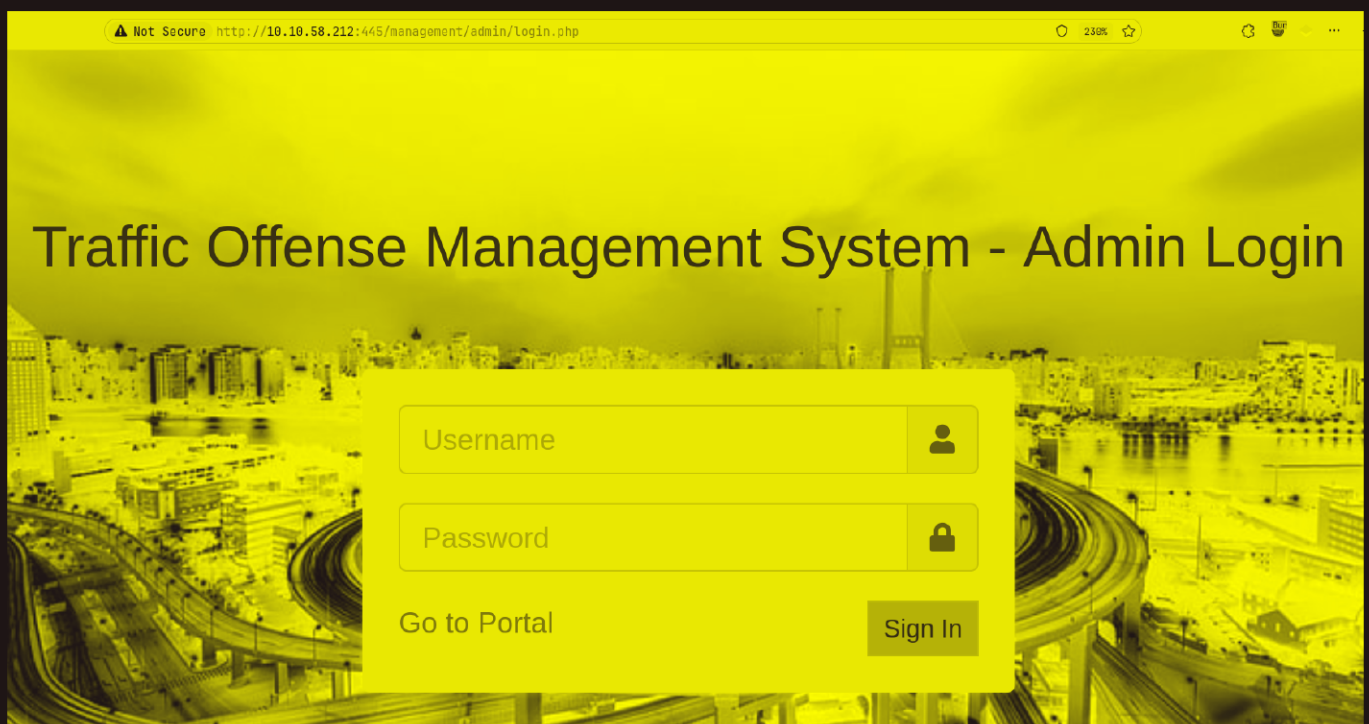 Not Secure http://10.10.58.212:445/management/admin/login.php 230%
Traffic Offense Management System - Admin Login
Username
Password
Go to Portal
Sign In